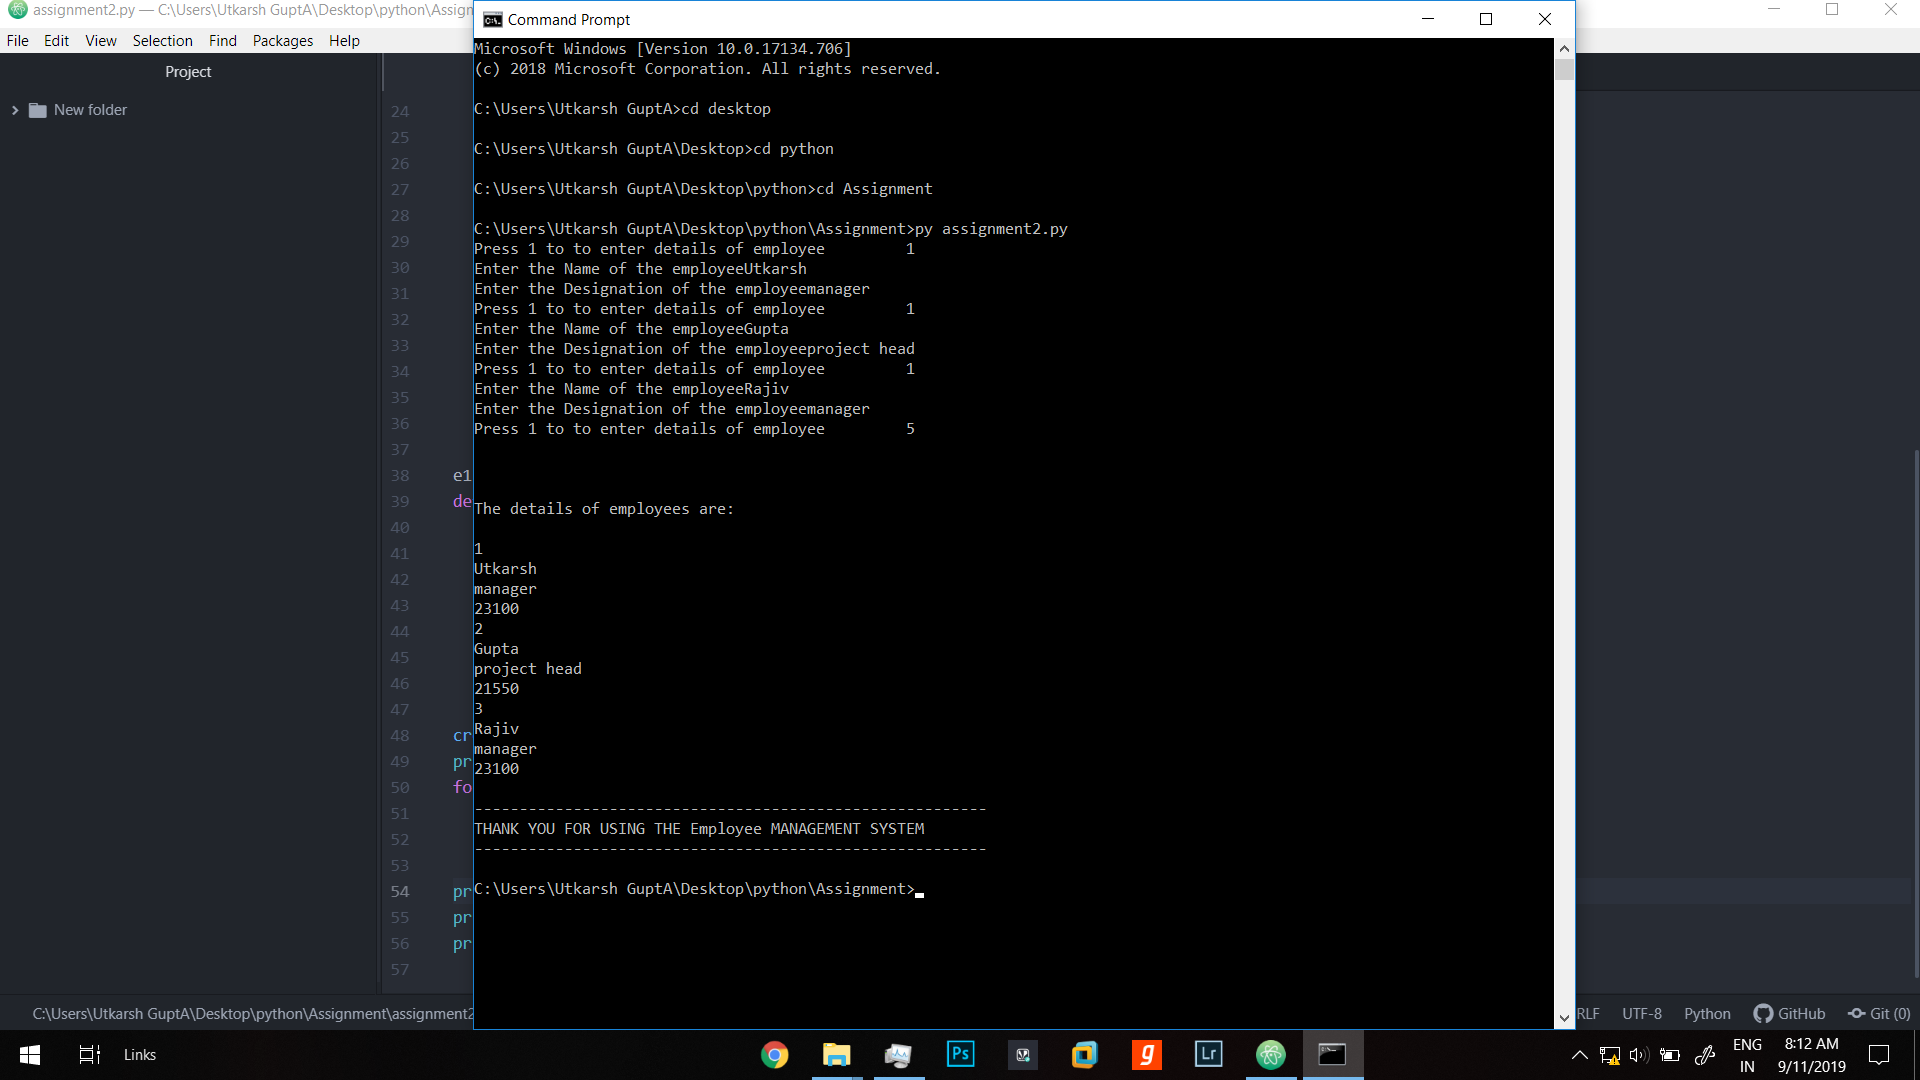 assignment2.py — C:\Users\Utkarsh GuptA\Desktop\python\Assign
File Edit View Selection Find Packages Help
Project
New folder
24
25
26
27
28
29
30
31
32
33
34
35
36
37
38 e1
39 de
40
41
42
43
44
45
46
47
48 cr
49 pr
50 fo
51
52
53
54 pr
55 pr
56 pr
57
Command Prompt
Microsoft Windows [Version 10.0.17134.706]
(c) 2018 Microsoft Corporation. All rights reserved.
C:\Users\Utkarsh GuptA>cd desktop
C:\Users\Utkarsh GuptA\Desktop>cd python
C:\Users\Utkarsh GuptA\Desktop\python>cd Assignment
C:\Users\Utkarsh GuptA\Desktop\python\Assignment>py assignment2.py
Press 1 to to enter details of employee 1
Enter the Name of the employeeUtkarsh
Enter the Designation of the employeemanager
Press 1 to to enter details of employee 1
Enter the Name of the employeeGupta
Enter the Designation of the employeeproject head
Press 1 to to enter details of employee 1
Enter the Name of the employeeRajiv
Enter the Designation of the employeemanager
Press 1 to to enter details of employee 5
The details of employees are:
1
Utkarsh
manager
23100
2
Gupta
project head
21550
3
Rajiv
manager
23100
---------------------------------------------------------
THANK YOU FOR USING THE Employee MANAGEMENT SYSTEM
---------------------------------------------------------
C:\Users\Utkarsh GuptA\Desktop\python\Assignment>
C:\Users\Utkarsh GuptA\Desktop\python\Assignment\assignment2 RLF UTF-8 Python GitHub Git (0)
Links
Ps
g
Lr
ENG
IN
8:12 AM
9/11/2019